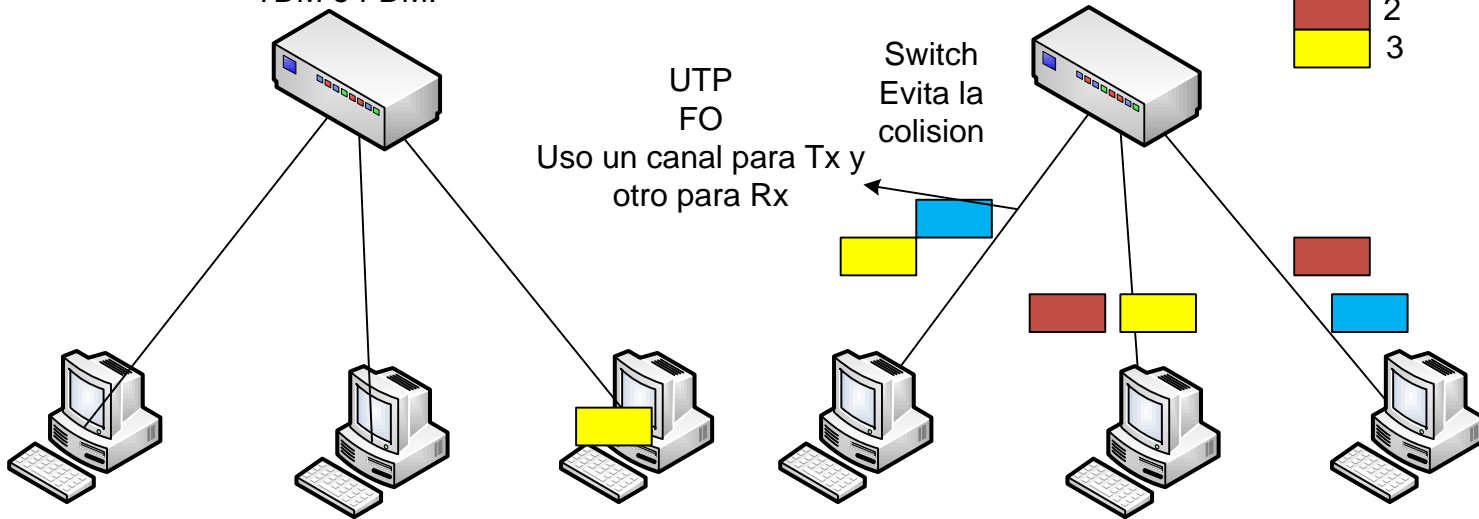 2
3
UTP
FO
Uso un canal para Tx y
otro para Rx
Switch
Evita la
colision